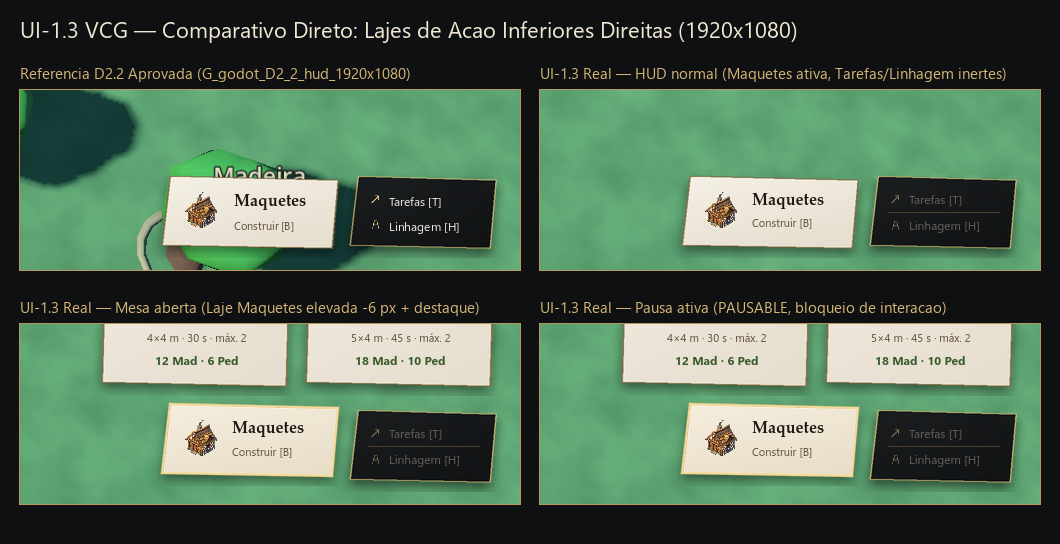 UI-1.3 VCG — Comparativo Direto: Lajes de Acao Inferiores Direitas (1920x1080)
Referencia D2.2 Aprovada (G_godot_D2_2_hud_1920x1080)
Madeira
Maquetes
Construir [B]
Tarefas [T]
Linhagem [H]
UI-1.3 Real — HUD normal (Maquetes ativa, Tarefas/Linhagem inertes)
Maquetes
Construir [B]
Tarefas [T]
Linhagem [H]
UI-1.3 Real — Mesa aberta (Laje Maquetes elevada -6 px + destaque)
4×4 m · 30 s · máx. 2
12 Mad · 6 Ped
5×4 m · 45 s · máx. 2
18 Mad · 10 Ped
Maquetes
Construir [B]
Tarefas [T]
Linhagem [H]
UI-1.3 Real — Pausa ativa (PAUSABLE, bloqueio de interacao)
4×4 m · 30 s · máx. 2
12 Mad · 6 Ped
5×4 m · 45 s · máx. 2
18 Mad · 10 Ped
Maquetes
Construir [B]
Tarefas [T]
Linhagem [H]